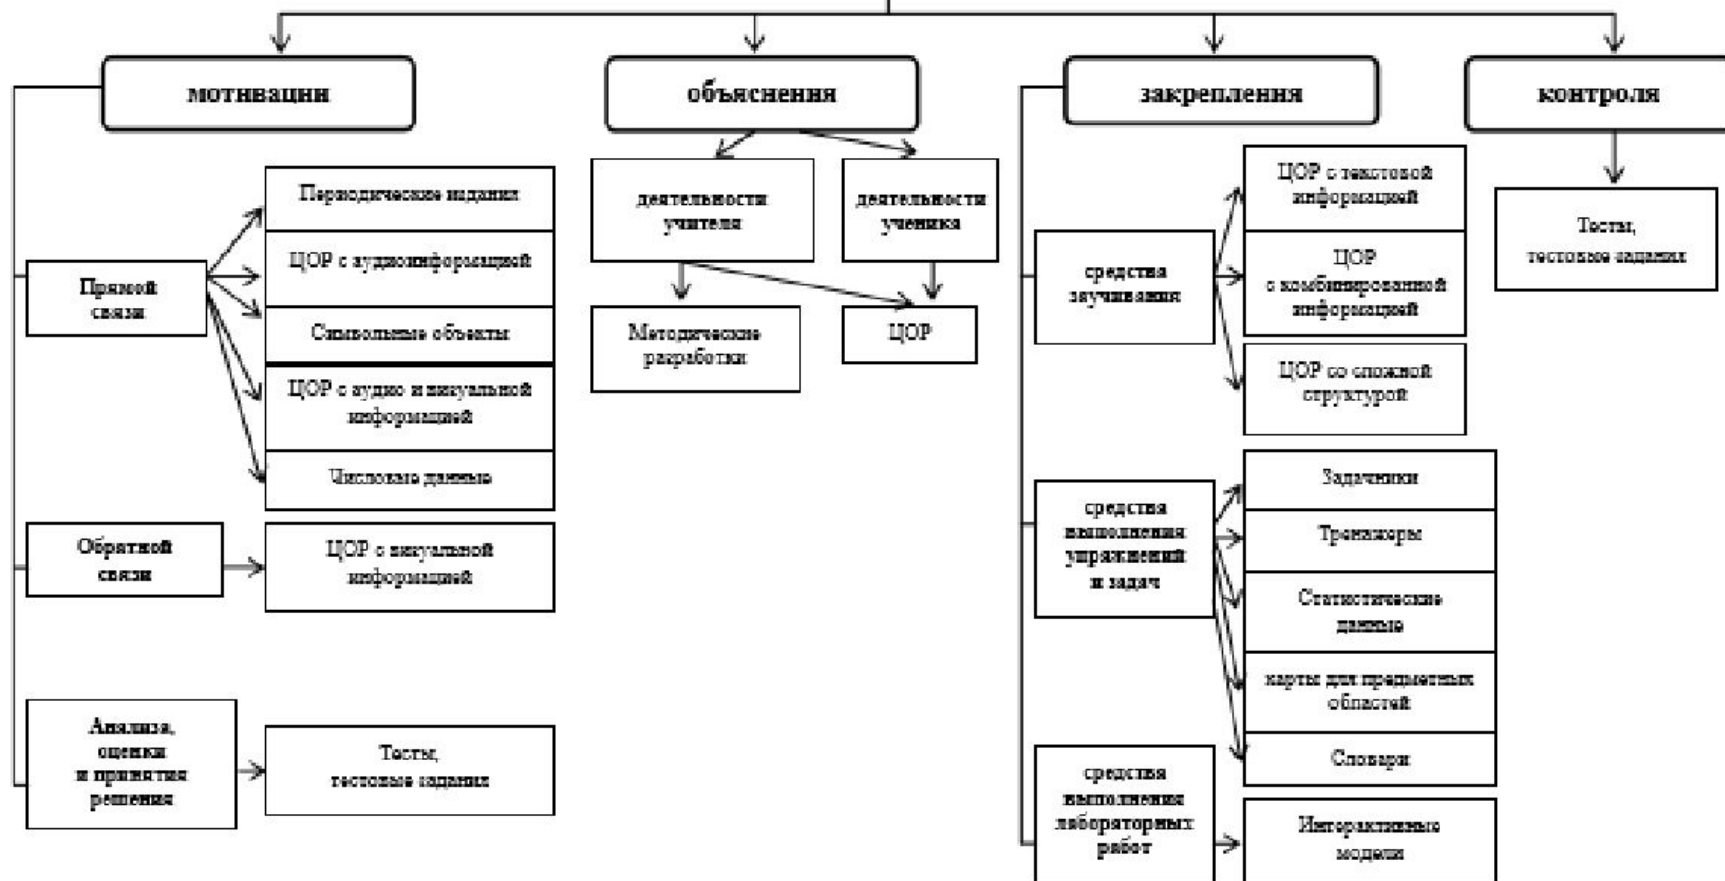 мотивации
объяснения
закрепления
контроля
Прямой
связи
Периодические издания
ЦОР с аудиоинформацией
Символьные объекты
ЦОР с аудио и визуальной
информацией
Числовые данные
Обратной
связи
ЦОР с визуальной
информацией
Анализа,
оценки
и принятия
решения
Тесты,
тестовые задания
деятельности
учителя
деятельности
ученика
Методические
разработки
ЦОР
средства
заучивания
ЦОР с текстовой
информацией
ЦОР
с комбинированной
информацией
ЦОР со сложной
структурой
средства
выполнения
упражнений
и задач
Задачники
Тренажеры
Статистические
данные
карты для предметных
областей
Словари
средства
выполнения
лабораторных
работ
Интерактивные
модели
Тесты,
тестовые задания